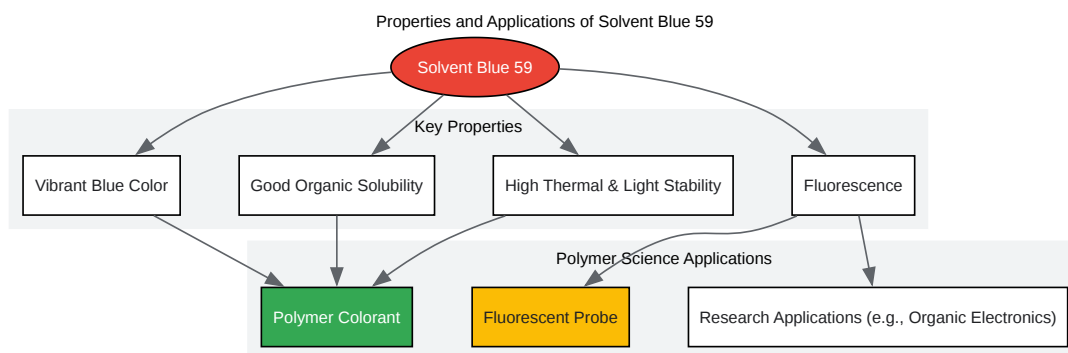 Properties and Applications of Solvent Blue 59
Solvent Blue 59
Key Properties
Vibrant Blue Color
Good Organic Solubility
High Thermal & Light Stability
Fluorescence
Polymer Science Applications
Polymer Colorant
Fluorescent Probe
Research Applications (e.g., Organic Electronics)